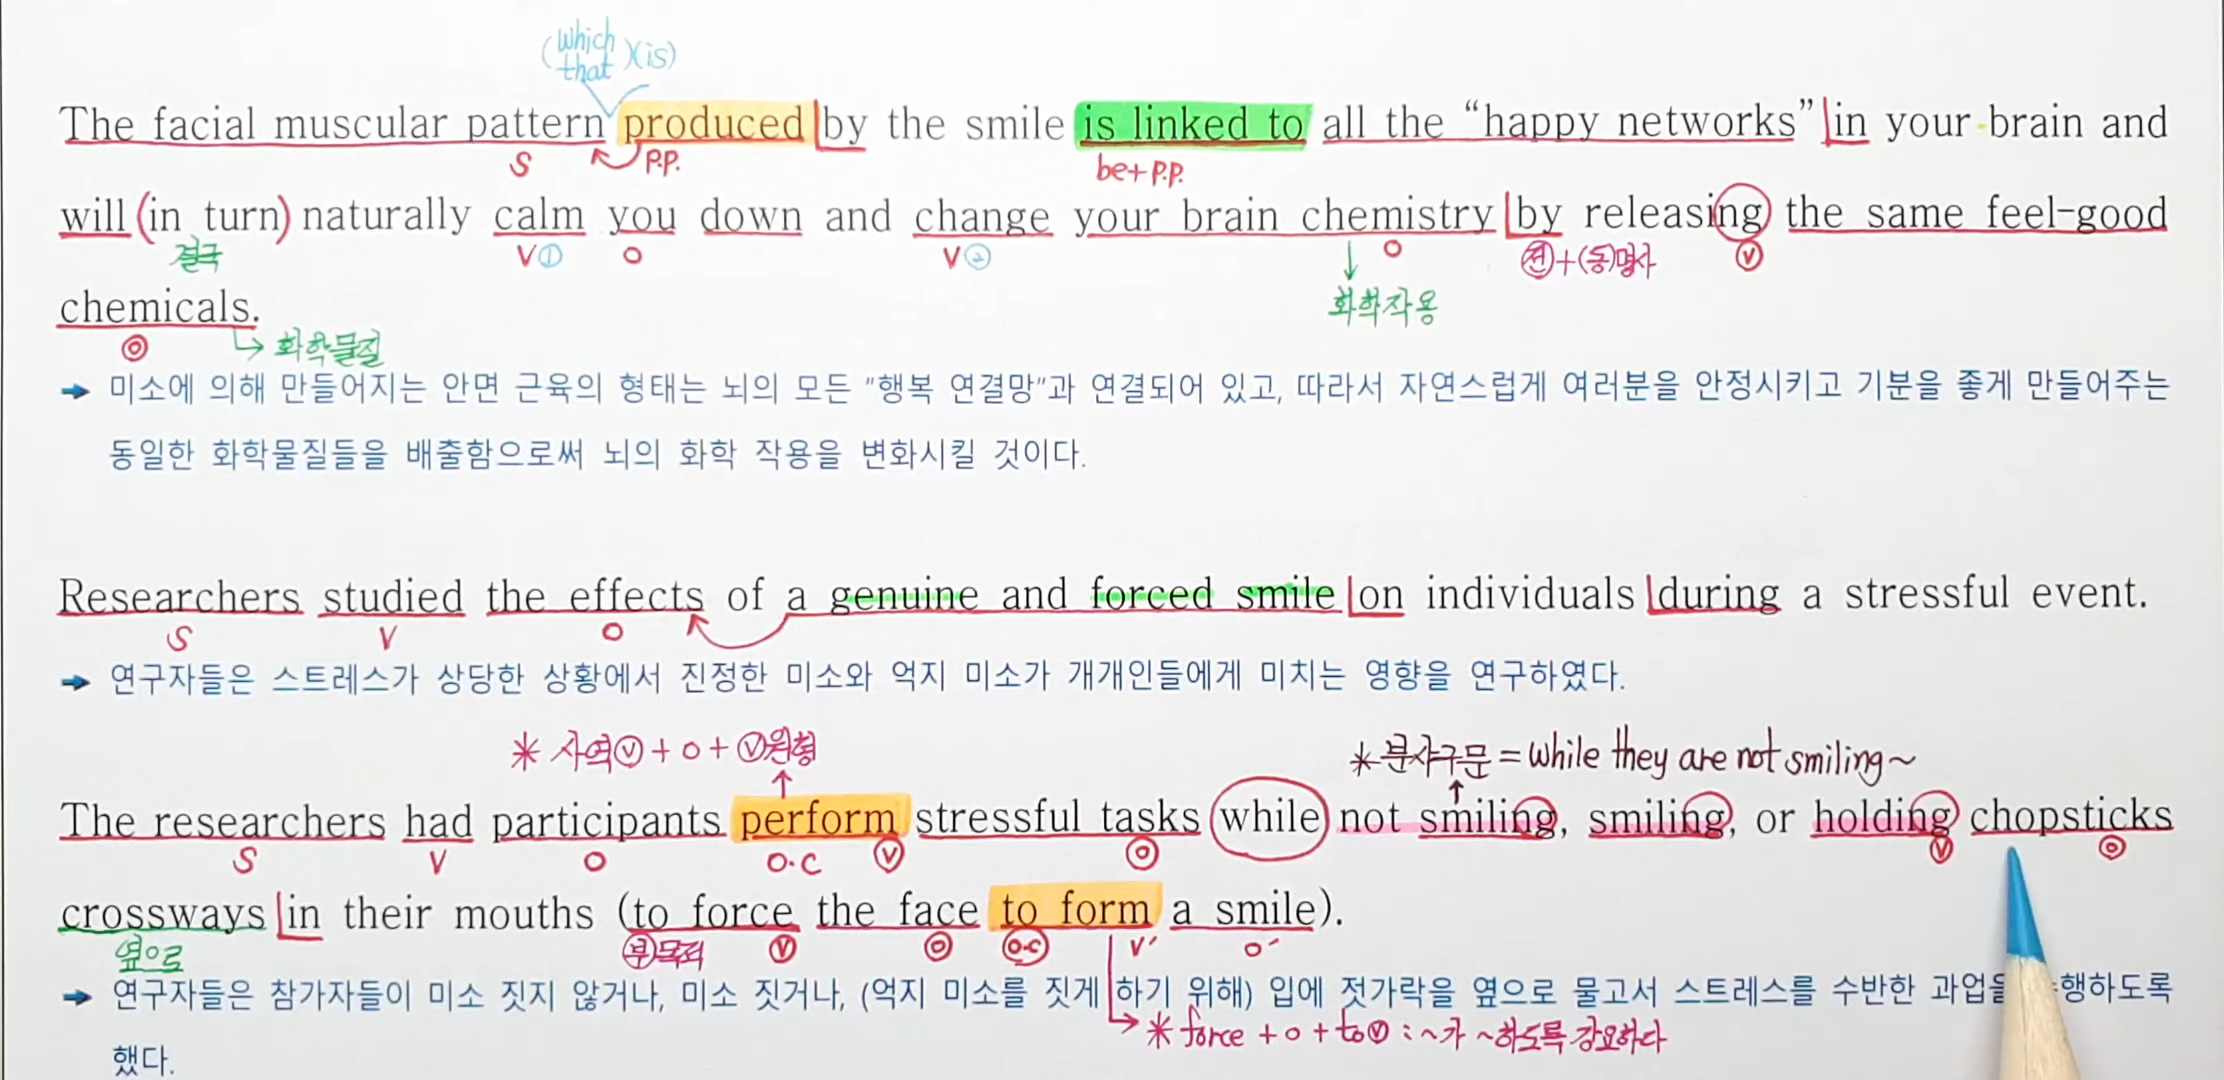 (which that)(is)
The facial muscular pattern produced by the smile is linked to all the “happy networks” in your brain and
S P.P. be+P.P.
will (in turn) naturally calm you down and change your brain chemistry by releasing the same feel-good
결국 V① O V② O 전+(동)명사 V
화학작용
chemicals.
O 화학물질
➡ 미소에 의해 만들어지는 안면 근육의 형태는 뇌의 모든 "행복 연결망"과 연결되어 있고, 따라서 자연스럽게 여러분을 안정시키고 기분을 좋게 만들어주는
동일한 화학물질들을 배출함으로써 뇌의 화학 작용을 변화시킬 것이다.
Researchers studied the effects of a genuine and forced smile on individuals during a stressful event.
S V O
➡ 연구자들은 스트레스가 상당한 상황에서 진정한 미소와 억지 미소가 개개인들에게 미치는 영향을 연구하였다.
* 사역Ⓥ + O + Ⓥ원형 * 분사구문 = while they are not smiling~
The researchers had participants perform stressful tasks while not smiling, smiling, or holding chopsticks
S V O O.C Ⓥ O Ⓥ O
crossways in their mouths (to force the face to form a smile).
옆으로 부목적 Ⓥ O O.C V′ O′
➡ 연구자들은 참가자들이 미소 짓지 않거나, 미소 짓거나, (억지 미소를 짓게 하기 위해) 입에 젓가락을 옆으로 물고서 스트레스를 수반한 과업을 행하도록
* force + O + toⓋ : ~가 ~하도록 강요하다
했다.